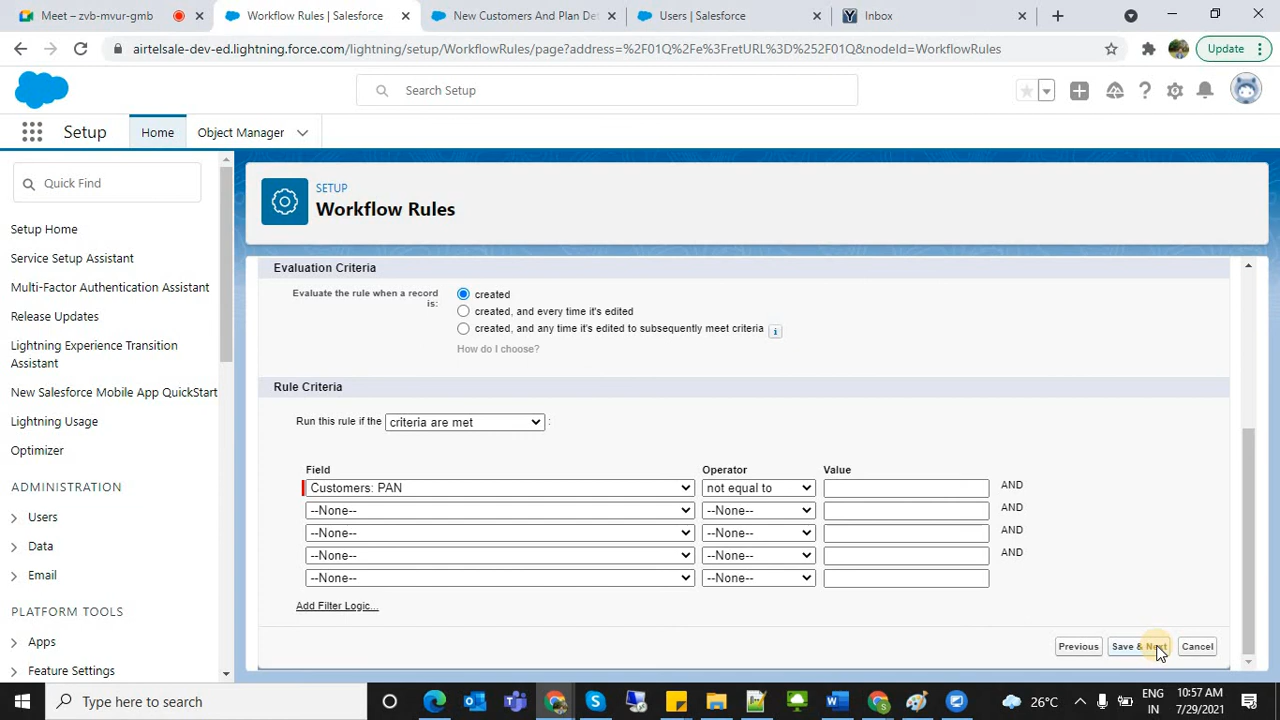 Meet – zvb-mvur-gmb
Workflow Rules | Salesforce
New Customers And Plan Det
Users | Salesforce
Inbox
airtelsale-dev-ed.lightning.force.com/lightning/setup/WorkflowRules/page?address=%2F01Q%2Fe%3FretURL%3D%252F01Q&nodeId=WorkflowRules
Update
Search Setup
Setup
Home
Object Manager
Quick Find
Setup Home
Service Setup Assistant
Multi-Factor Authentication Assistant
Release Updates
Lightning Experience Transition
Assistant
New Salesforce Mobile App QuickStart
Lightning Usage
Optimizer
ADMINISTRATION
Users
Data
Email
PLATFORM TOOLS
Apps
Feature Settings
SETUP
Workflow Rules
Evaluation Criteria
Evaluate the rule when a record
is:
created
created, and every time it's edited
created, and any time it's edited to subsequently meet criteria
How do I choose?
Rule Criteria
Run this rule if the criteria are met :
Field Operator Value
Customers: PAN not equal to AND
--None-- --None-- AND
--None-- --None-- AND
--None-- --None-- AND
--None-- --None--
Add Filter Logic...
Previous Save & Next Cancel
Type here to search
26°C
ENG
IN
10:57 AM
7/29/2021